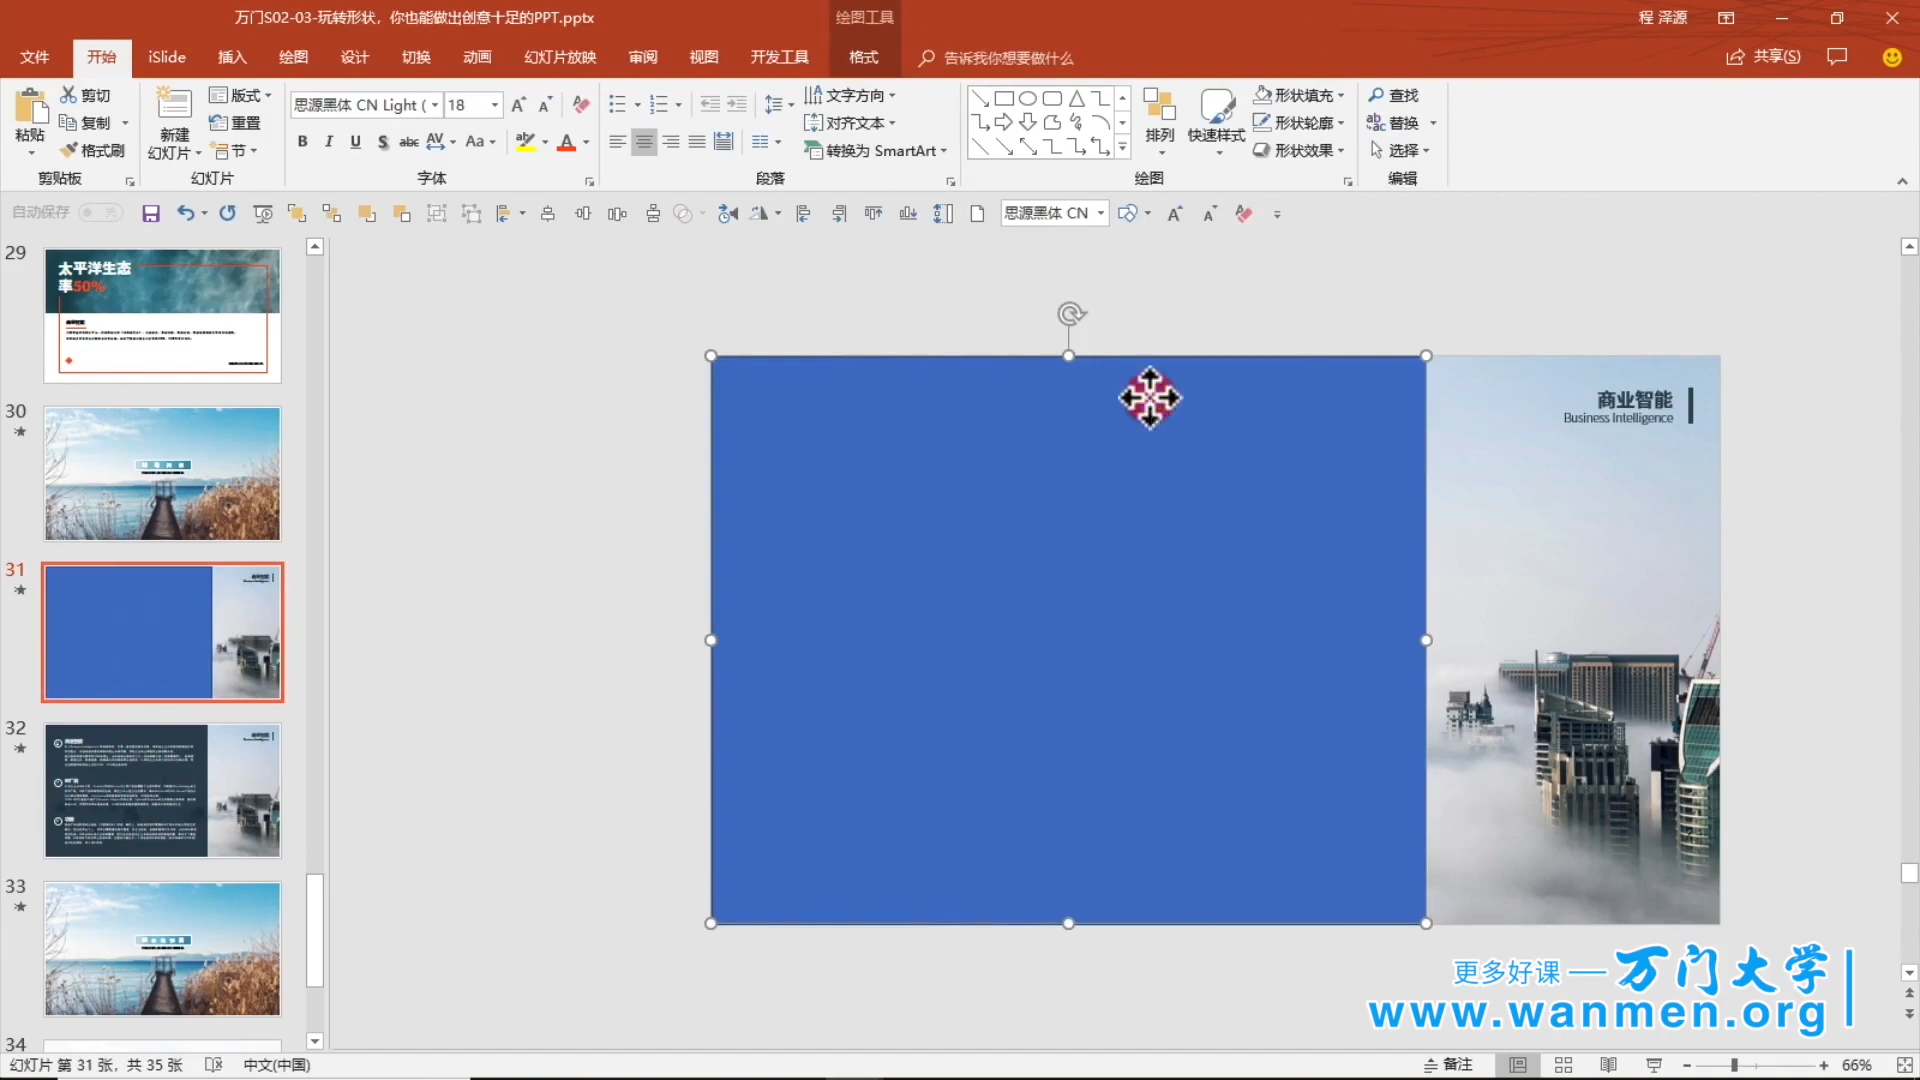 万门S02-03-玩转形状，你也能做出创意十足的PPT.pptx
绘图工具
程 泽源
文件 开始 iSlide 插入 绘图 设计 切换 动画 幻灯片放映 审阅 视图 开发工具 格式 告诉我你想要做什么 共享(S)
粘贴 剪切 复制 格式刷
剪贴板
新建 幻灯片 版式 重置 节
幻灯片
思源黑体 CN Light ( 18
B I U S abc AV Aa A
字体
文字方向
对齐文本
转换为 SmartArt
段落
排列 快速样式
形状填充
形状轮廓
形状效果
绘图
查找
替换
选择
编辑
自动保存 关 思源黑体 CN
29
太平洋生态
率50%
30
31
32
33
34
商业智能
Business Intelligence
更多好课 — 万门大学
www.wanmen.org
幻灯片 第 31 张，共 35 张 中文(中国) 备注 66%